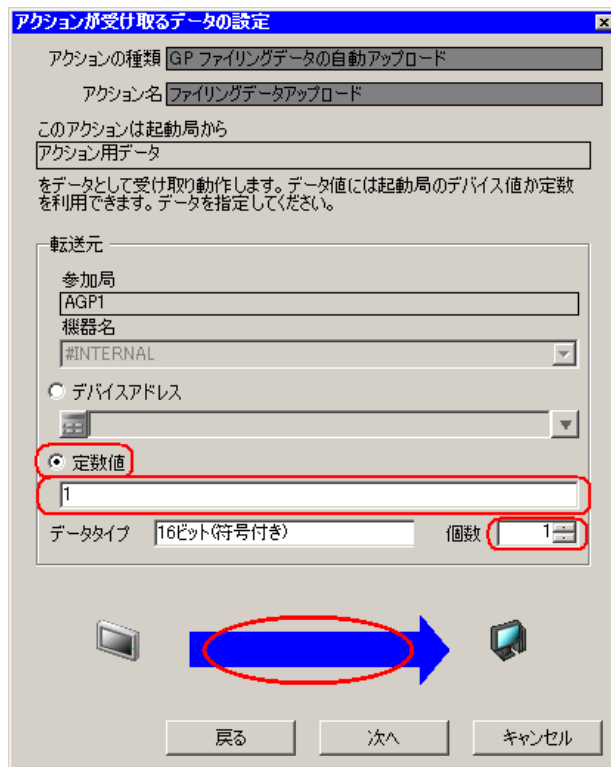 アクションが受け取るデータの設定
アクションの種類 GP ファイリングデータの自動アップロード
アクション名 ファイリングデータアップロード
このアクションは起動局から
アクション用データ
をデータとして受け取り動作します。データ値には起動局のデバイス値か定数
を利用できます。データを指定してください。
転送元
参加局
AGP1
機器名
#INTERNAL
デバイスアドレス
定数値
1
データタイプ 16ビット(符号付き) 個数 1
戻る 次へ キャンセル